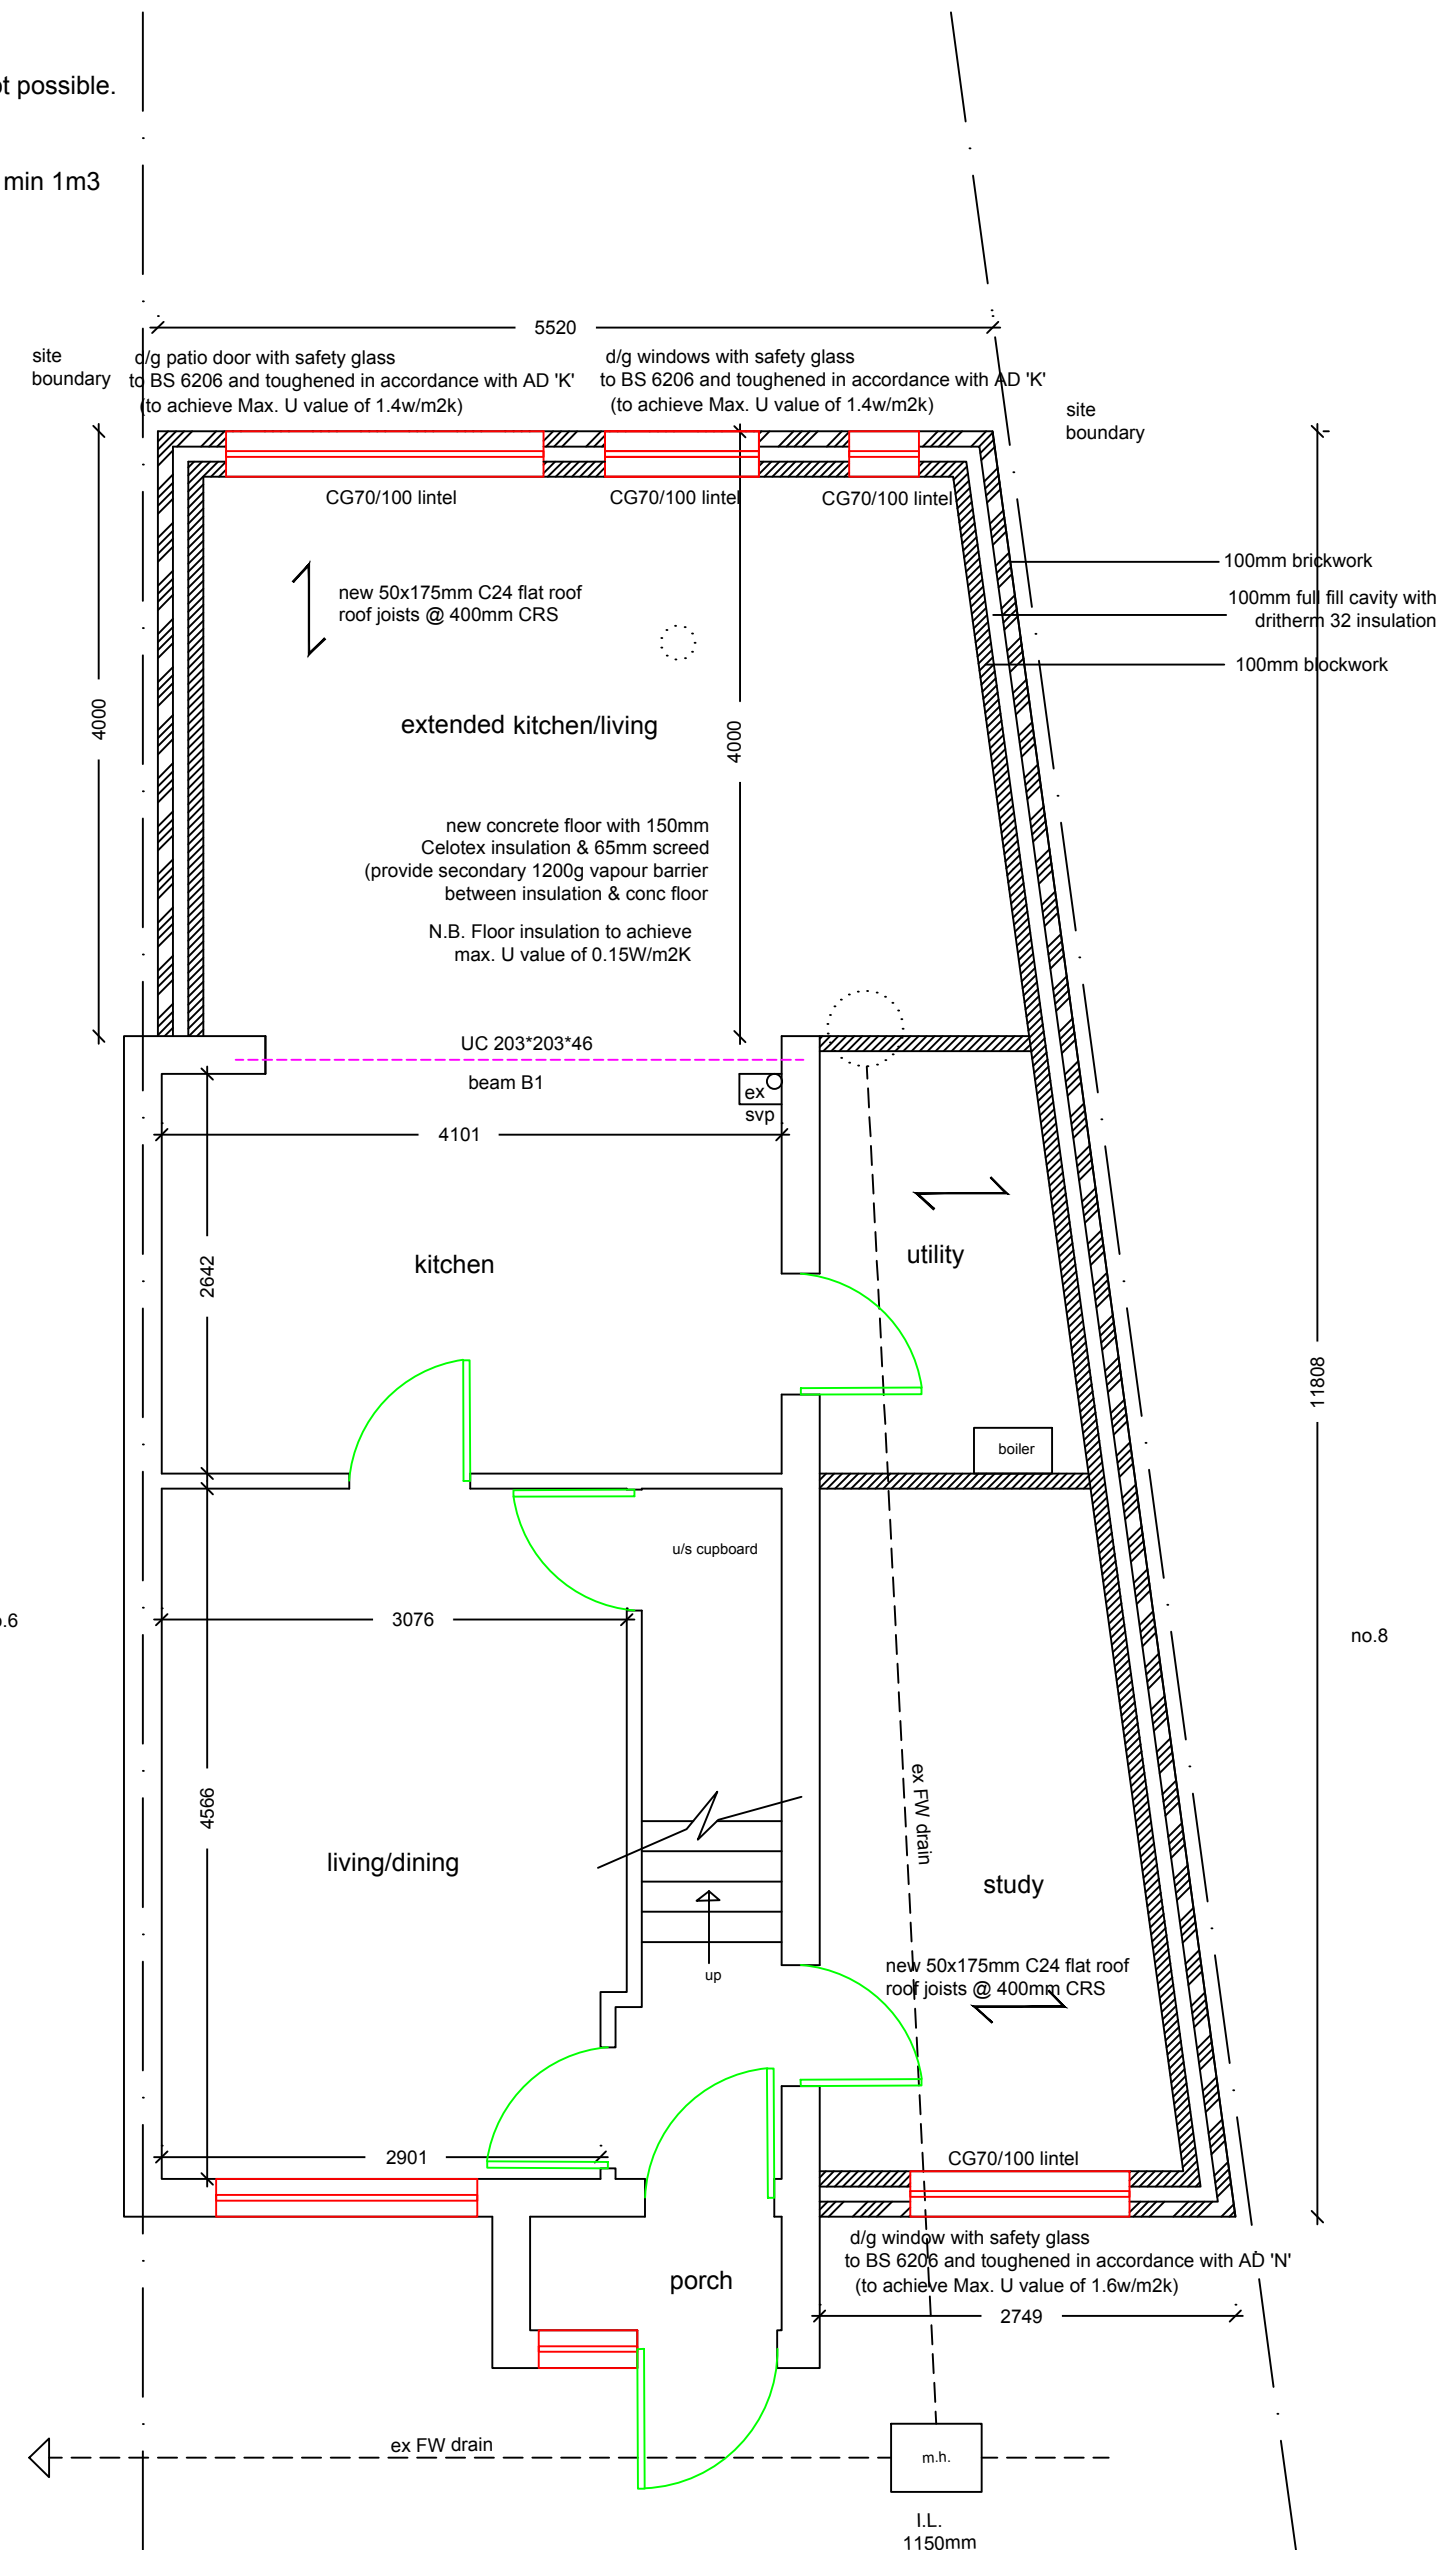 ot possible.
min 1m3
5520
site
boundary
d/g patio door with safety glass
to BS 6206 and toughened in accordance with AD 'K'
(to achieve Max. U value of 1.4w/m2k)
d/g windows with safety glass
to BS 6206 and toughened in accordance with AD 'K'
(to achieve Max. U value of 1.4w/m2k)
site
boundary
CG70/100 lintel
CG70/100 lintel
CG70/100 lintel
100mm brickwork
100mm full fill cavity with
dritherm 32 insulation
100mm blockwork
new 50x175mm C24 flat roof
roof joists @ 400mm CRS
4000
extended kitchen/living
4000
new concrete floor with 150mm
Celotex insulation & 65mm screed
(provide secondary 1200g vapour barrier
between insulation & conc floor
N.B. Floor insulation to achieve
max. U value of 0.15W/m2K
UC 203*203*46
beam B1
ex
svp
4101
2642
kitchen
utility
11808
boiler
u/s cupboard
3076
o.6
no.8
4566
ex FW drain
living/dining
study
up
new 50x175mm C24 flat roof
roof joists @ 400mm CRS
2901
CG70/100 lintel
d/g window with safety glass
to BS 6206 and toughened in accordance with AD 'N'
(to achieve Max. U value of 1.6w/m2k)
porch
2749
ex FW drain
m.h.
I.L.
1150mm